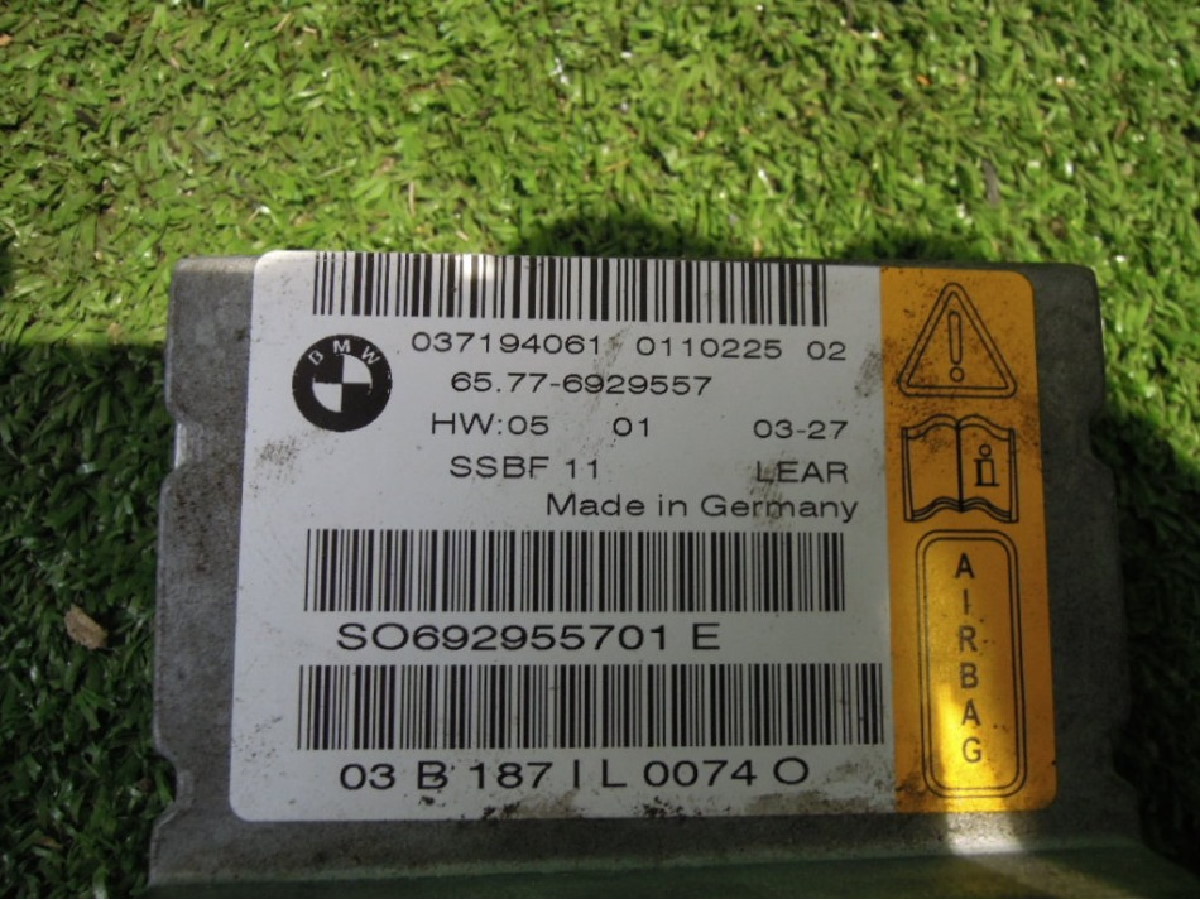 037194061 0110225 02
BMW
65.77-6929557
HW:05 01 03-27
SSBF 11 LEAR
Made in Germany
SO692955701 E
03 B 187 I L 0074 O
AIRBAG